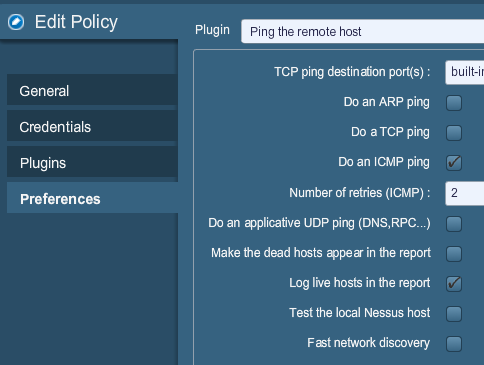 Edit Policy
General
Credentials
Plugins
Preferences
Plugin Ping the remote host
TCP ping destination port(s) : built-in
Do an ARP ping
Do a TCP ping
Do an ICMP ping
Number of retries (ICMP) : 2
Do an applicative UDP ping (DNS,RPC...)
Make the dead hosts appear in the report
Log live hosts in the report
Test the local Nessus host
Fast network discovery